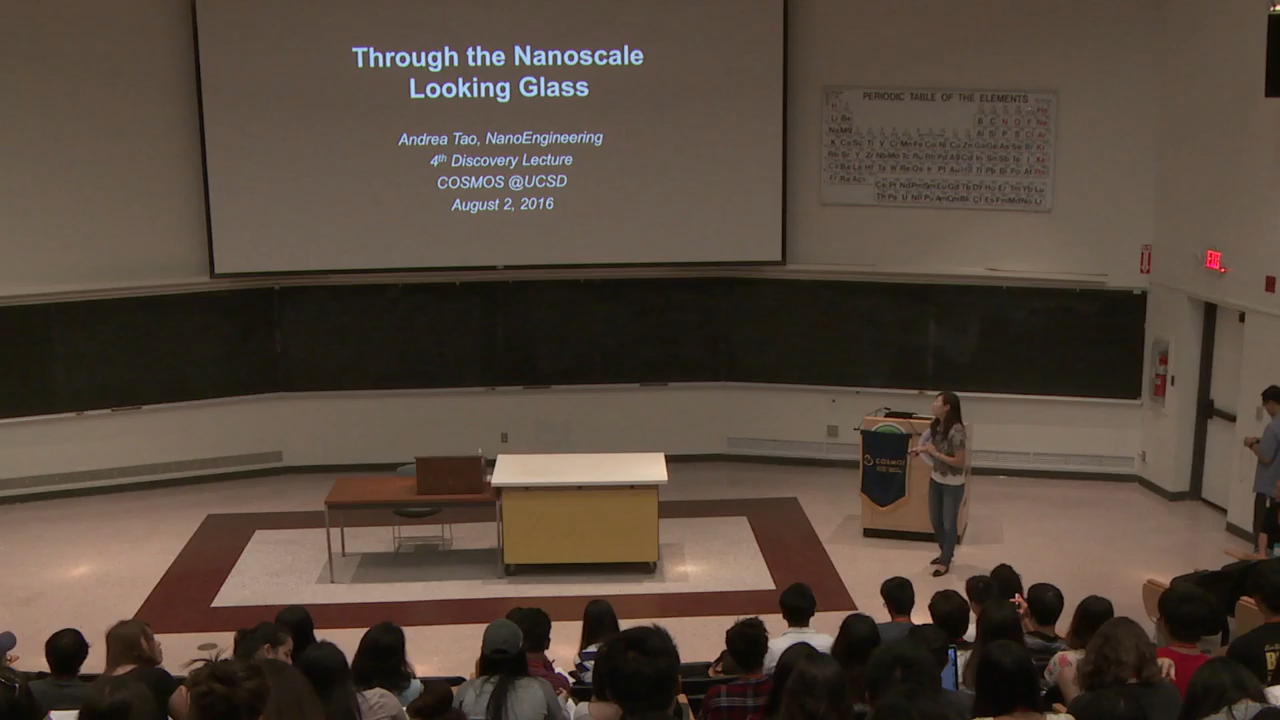 Through the Nanoscale
Looking Glass
Andrea Tao, NanoEngineering
4th Discovery Lecture
COSMOS @UCSD
August 2, 2016
PERIODIC TABLE OF THE ELEMENTS
EXIT
COSMOS